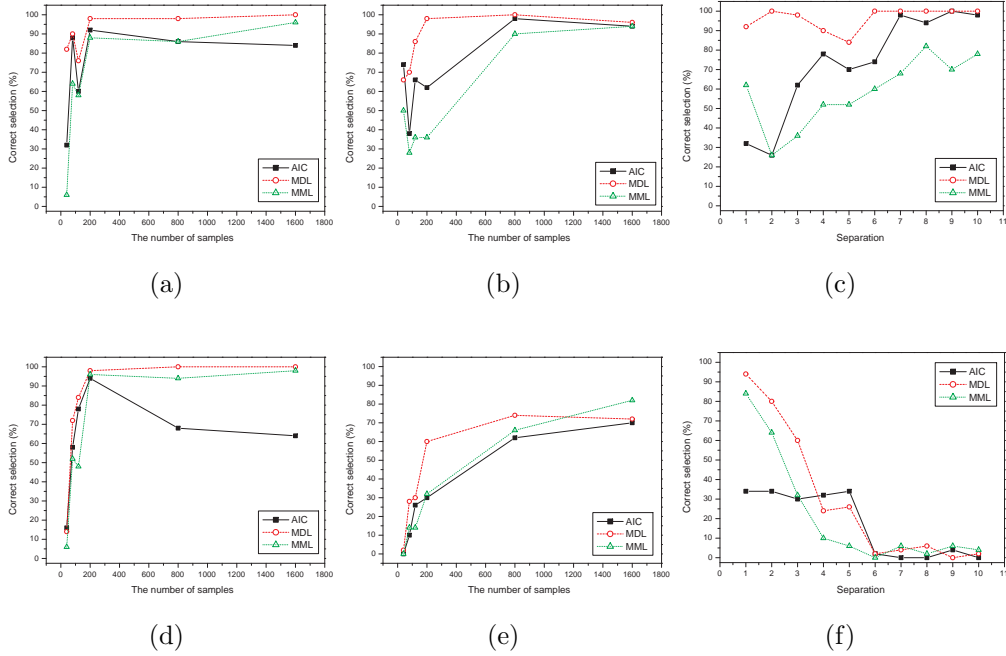 100
90
80
70
60
50
40
30
20
10
0
Correct selection (%)
AIC
MDL
MML
0 200 400 600 800 1000 1200 1400 1600 1800
The number of samples
(a)
100
90
80
70
60
50
40
30
20
10
0
Correct selection (%)
AIC
MDL
MML
0 200 400 600 800 1000 1200 1400 1600 1800
The number of samples
(b)
100
90
80
70
60
50
40
30
20
10
0
Correct selection (%)
AIC
MDL
MML
0 1 2 3 4 5 6 7 8 9 10 11
Separation
(c)
100
90
80
70
60
50
40
30
20
10
0
Correct selection (%)
AIC
MDL
MML
0 200 400 600 800 1000 1200 1400 1600 1800
The number of samples
(d)
100
90
80
70
60
50
40
30
20
10
0
Correct selection (%)
AIC
MDL
MML
0 200 400 600 800 1000 1200 1400 1600 1800
The number of samples
(e)
100
90
80
70
60
50
40
30
20
10
0
Correct selection (%)
AIC
MDL
MML
0 1 2 3 4 5 6 7 8 9 10 11
Separation
(f)